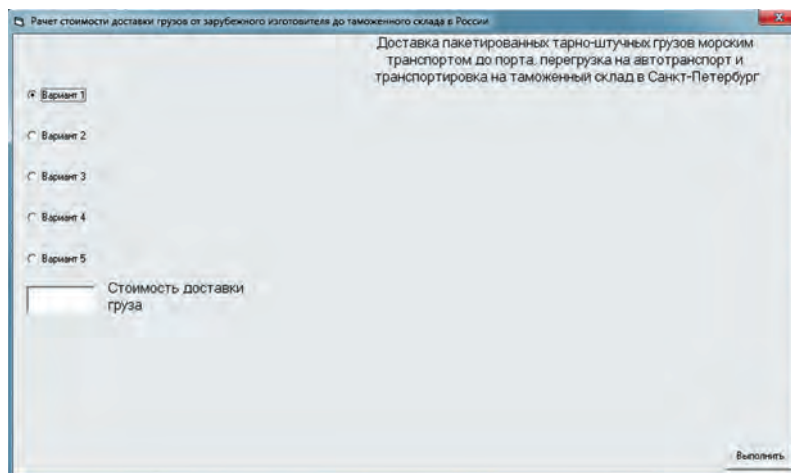 Рачет стоимости доставки грузов от зарубежного изготовителя до таможенного склада в России
Доставка пакетированных тарно-штучных грузов морским
транспортом до порта, перегрузка на автотранспорт и
транспортировка на таможенный склад в Санкт-Петербург
Вариант 1
Вариант 2
Вариант 3
Вариант 4
Вариант 5
Стоимость доставки
груза
Выполнить